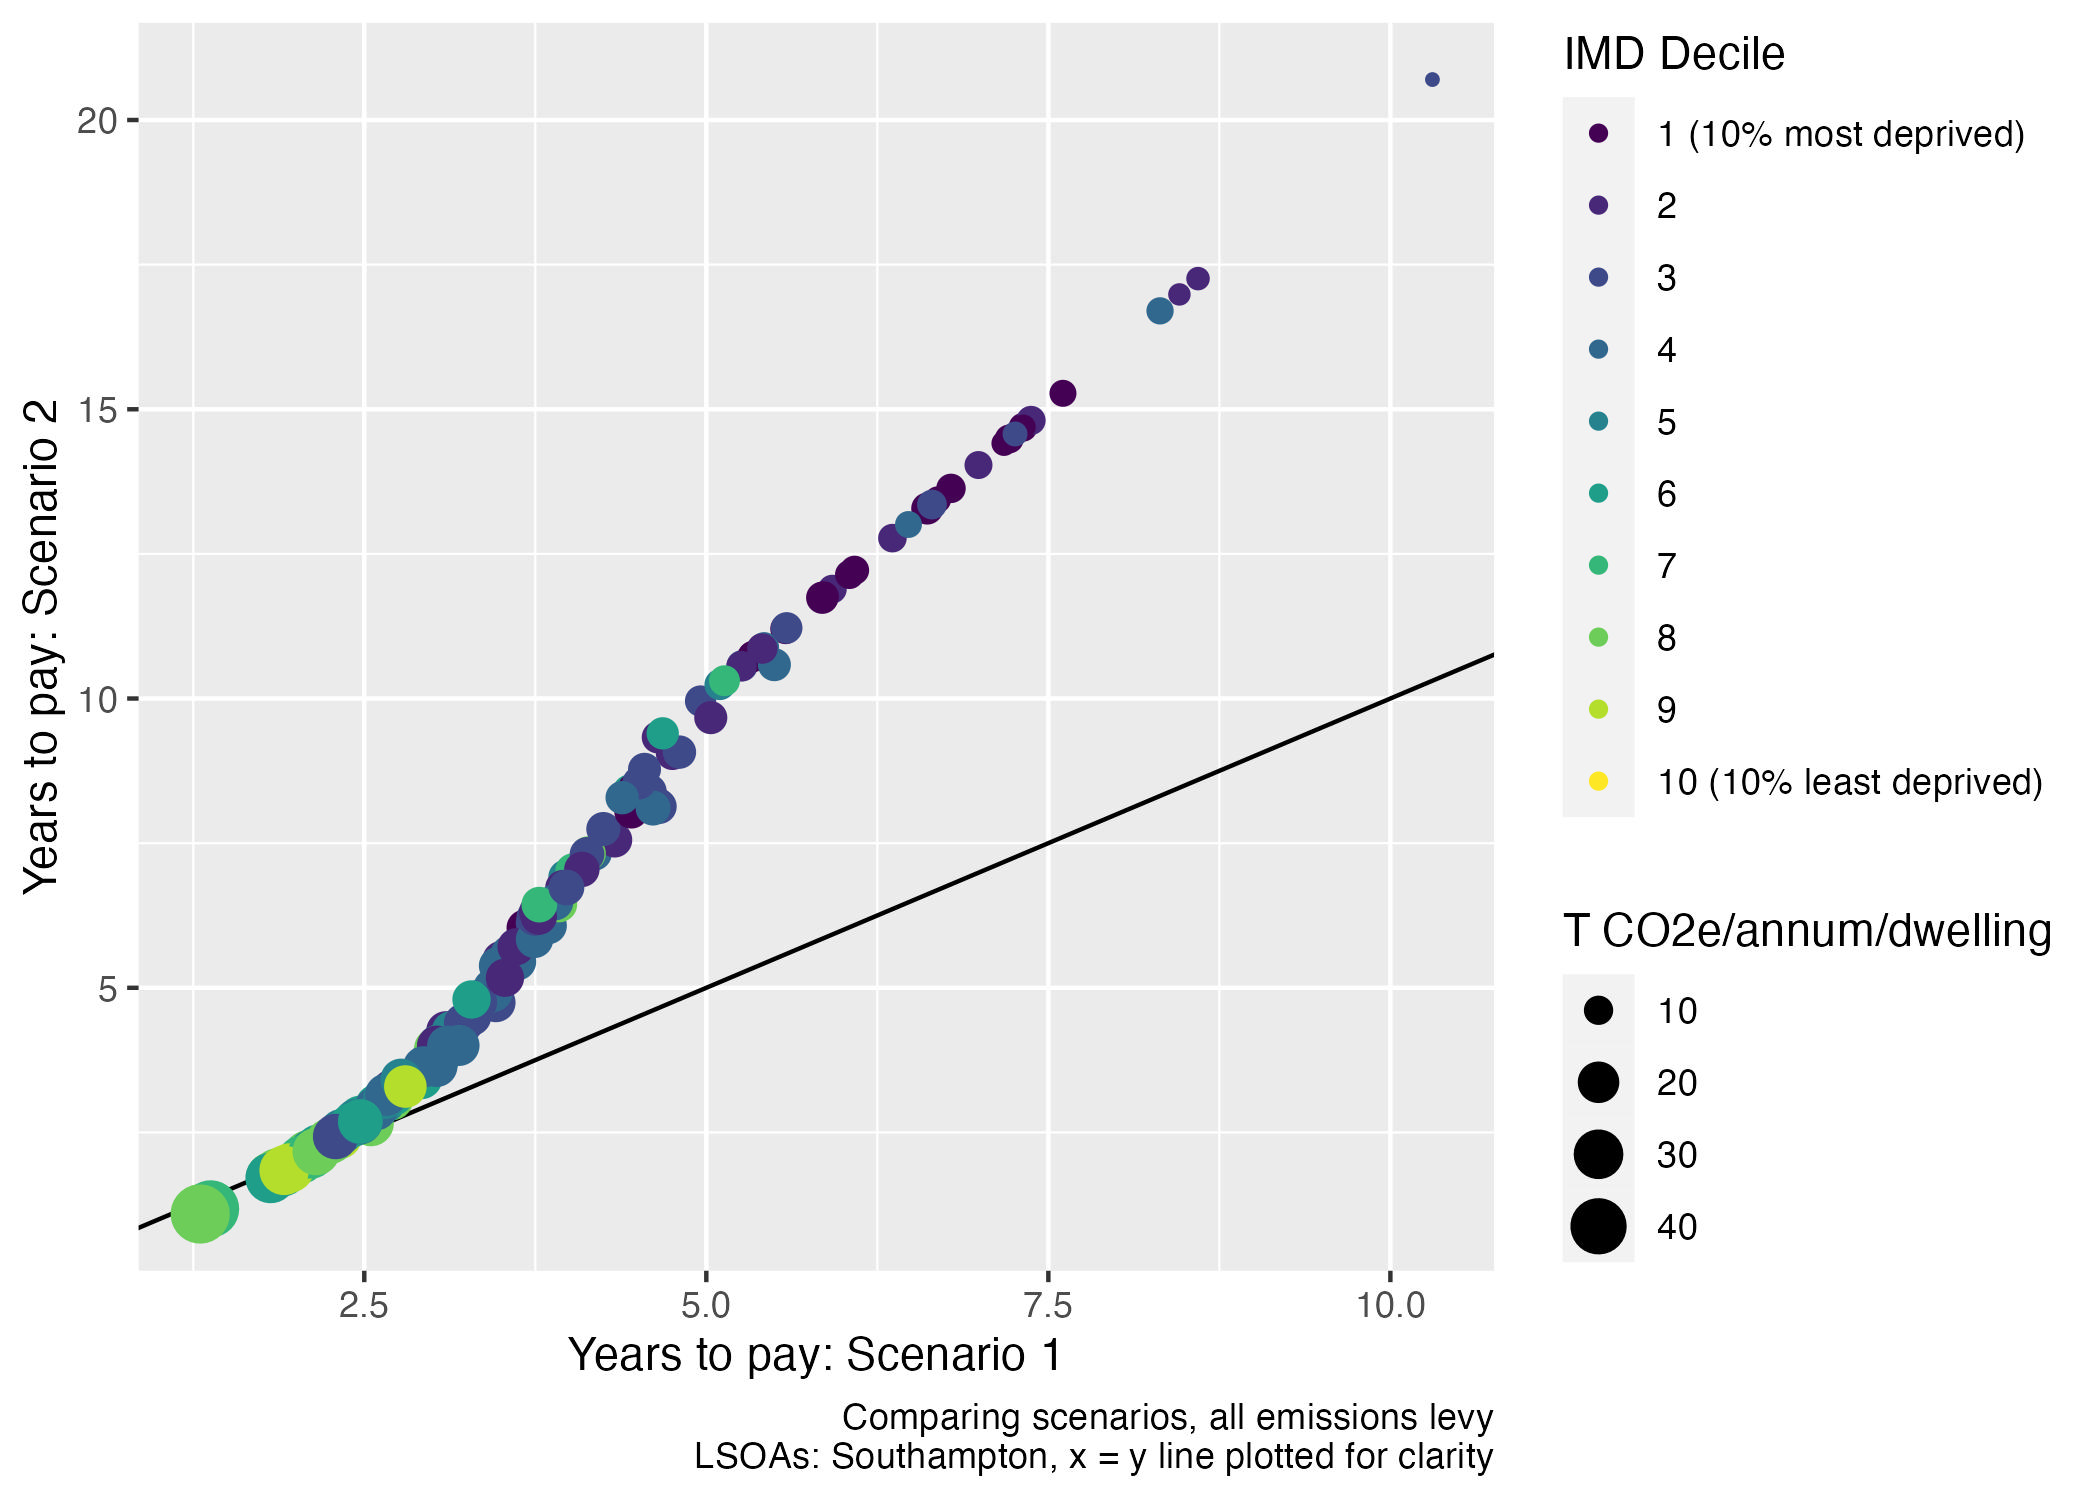 Years to pay: Scenario 2
20
15
10
5
2.5
5.0
7.5
10.0
Years to pay: Scenario 1
Comparing scenarios, all emissions levy
LSOAs: Southampton, x = y line plotted for clarity
IMD Decile
1 (10% most deprived)
2
3
4
5
6
7
8
9
10 (10% least deprived)
T CO2e/annum/dwelling
10
20
30
40